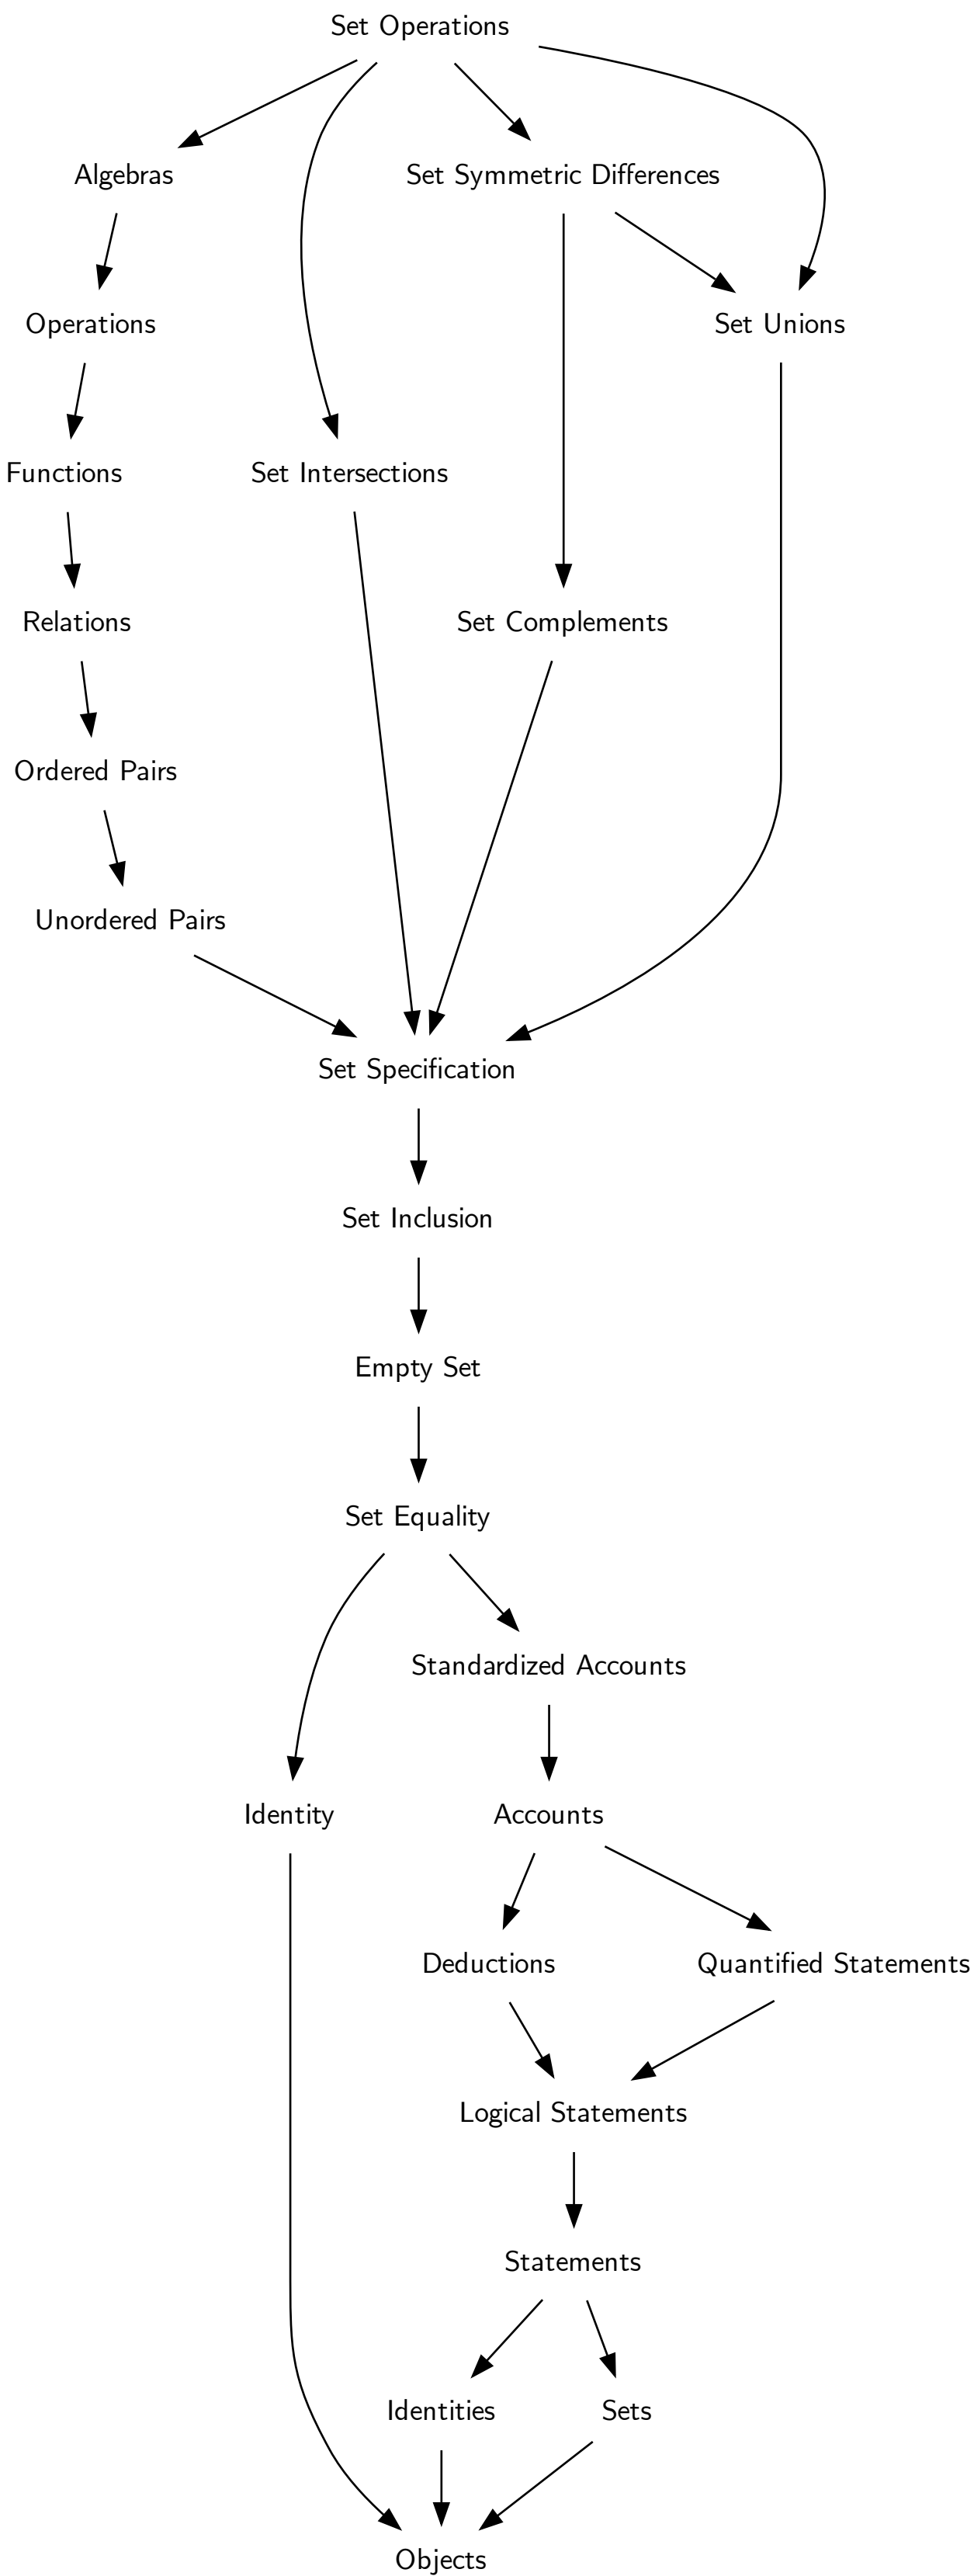 Set Operations
Algebras
Set Symmetric Differences
Operations
Set Unions
Functions
Set Intersections
Relations
Set Complements
Ordered Pairs
Unordered Pairs
Set Specification
Set Inclusion
Empty Set
Set Equality
Standardized Accounts
Identity
Accounts
Deductions
Quantified Statements
Logical Statements
Statements
Identities
Sets
Objects